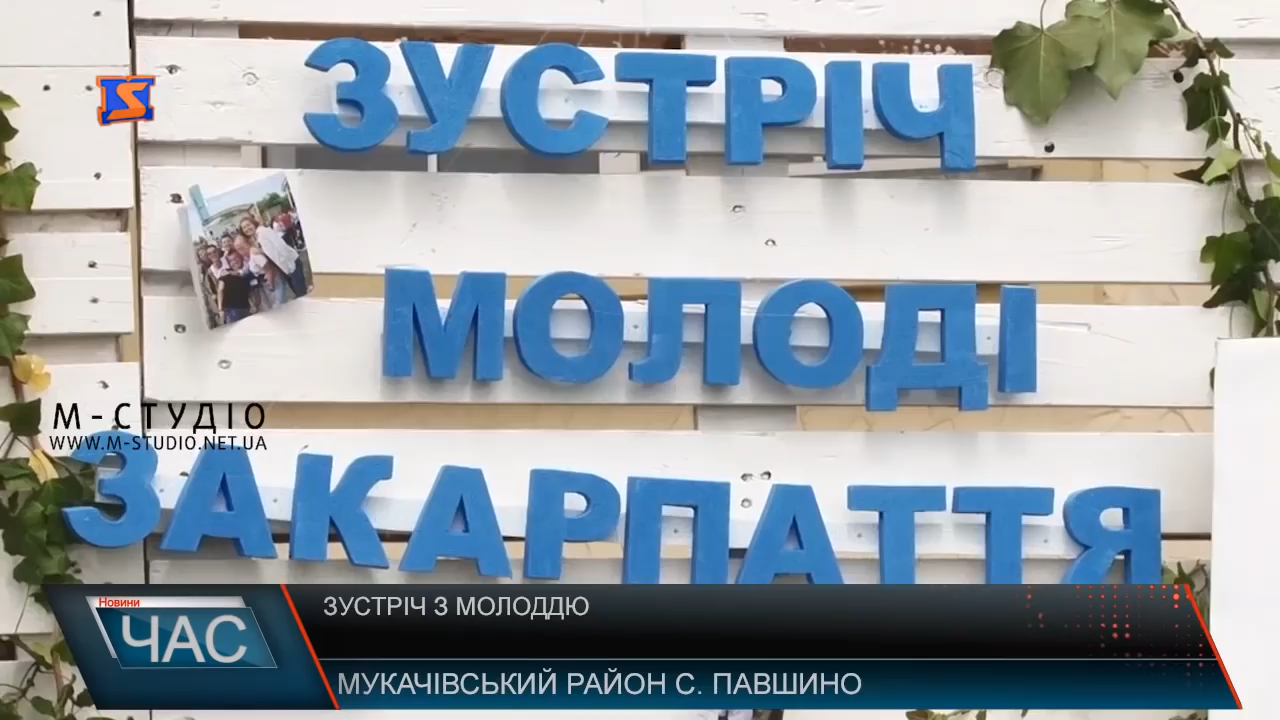 ЗУСТРІЧ
МОЛОДІ
М-СТУДІО
WWW.M-STUDIO.NET.UA
ЗАКАРПАТТЯ
Новини
ЧАС
ЗУСТРІЧ З МОЛОДДЮ
МУКАЧІВСЬКИЙ РАЙОН С. ПАВШИНО